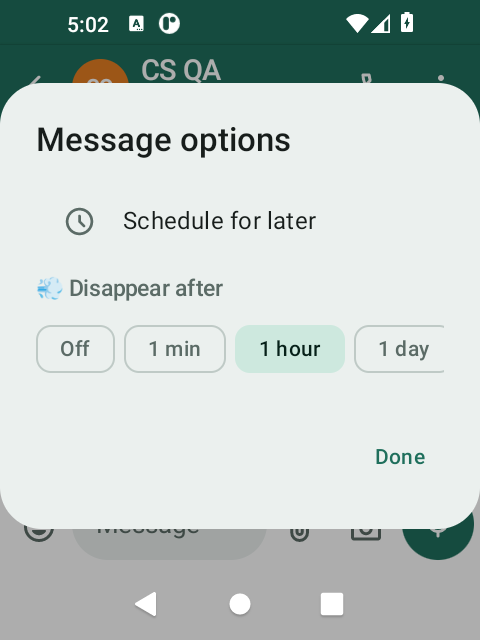 5:02
CS QA
Message options
Schedule for later
💨 Disappear after
Off
1 min
1 hour
1 day
Done
Message